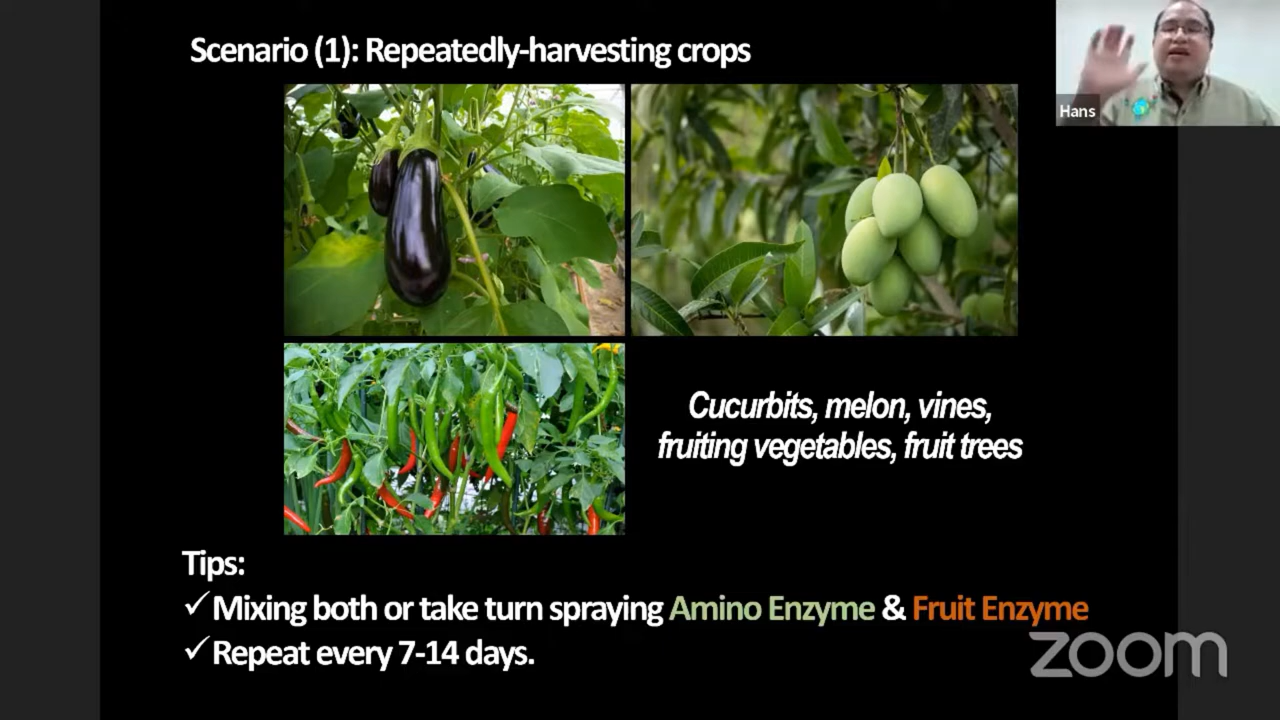 Scenario (1): Repeatedly-harvesting crops
Hans
Cucurbits, melon, vines,
fruiting vegetables, fruit trees
Tips:
✓Mixing both or take turn spraying Amino Enzyme & Fruit Enzyme
✓Repeat every 7-14 days.
zoom